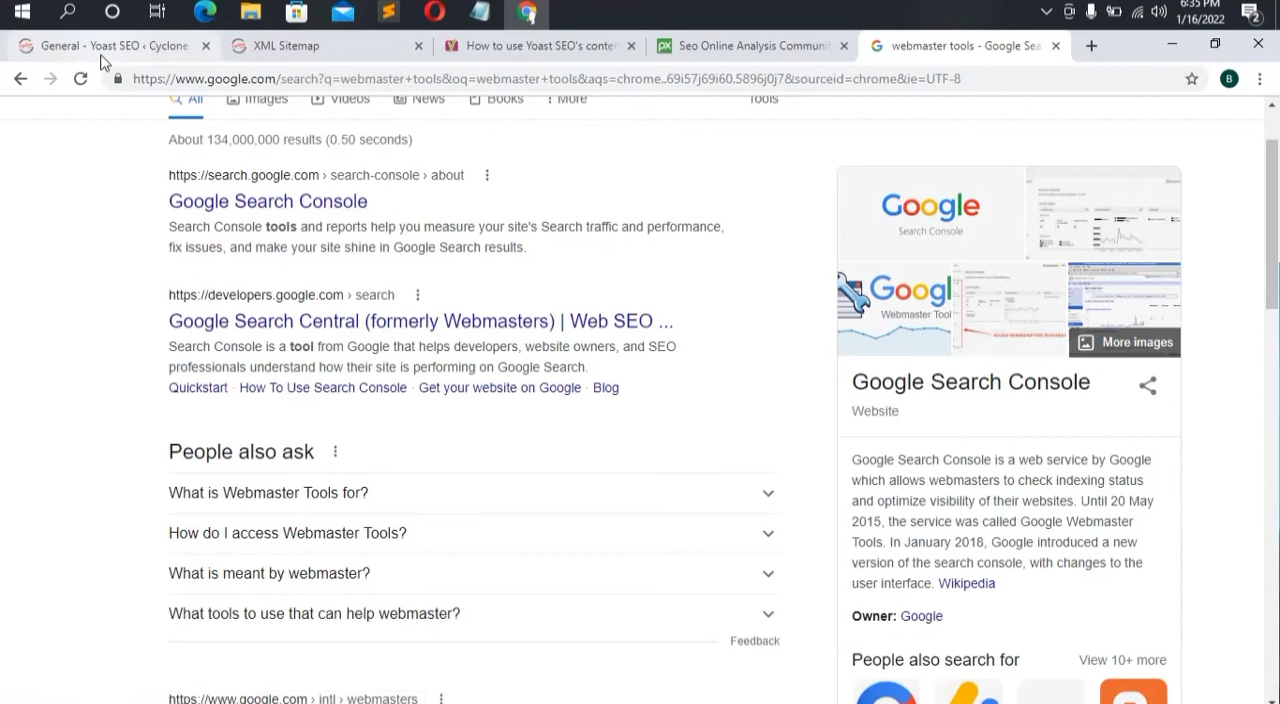 6:35 PM
1/16/2022
2
General - Yoast SEO ‹ Cyclone
XML Sitemap
How to use Yoast SEO's conter
Seo Online Analysis Communit
webmaster tools - Google Sea
https://www.google.com/search?q=webmaster+tools&oq=webmaster+tools&aqs=chrome..69i57j69i60.5896j0j7&sourceid=chrome&ie=UTF-8
B
All
Images
Videos
News
Books
More
Tools
About 134,000,000 results (0.50 seconds)
https://search.google.com › search-console › about
Google Search Console
Search Console tools and reports help you measure your site's Search traffic and performance,
fix issues, and make your site shine in Google Search results.
https://developers.google.com › search
Google Search Central (formerly Webmasters) | Web SEO ...
Search Console is a tool from Google that helps developers, website owners, and SEO
professionals understand how their site is performing on Google Search.
Quickstart · How To Use Search Console · Get your website on Google · Blog
People also ask
What is Webmaster Tools for?
How do I access Webmaster Tools?
What is meant by webmaster?
What tools to use that can help webmaster?
Feedback
https://www.google.com › intl › webmasters
Google
Search Console
Googl
Webmaster Tool
More images
Google Search Console
Website
Google Search Console is a web service by Google
which allows webmasters to check indexing status
and optimize visibility of their websites. Until 20 May
2015, the service was called Google Webmaster
Tools. In January 2018, Google introduced a new
version of the search console, with changes to the
user interface. Wikipedia
Owner: Google
People also search for
View 10+ more